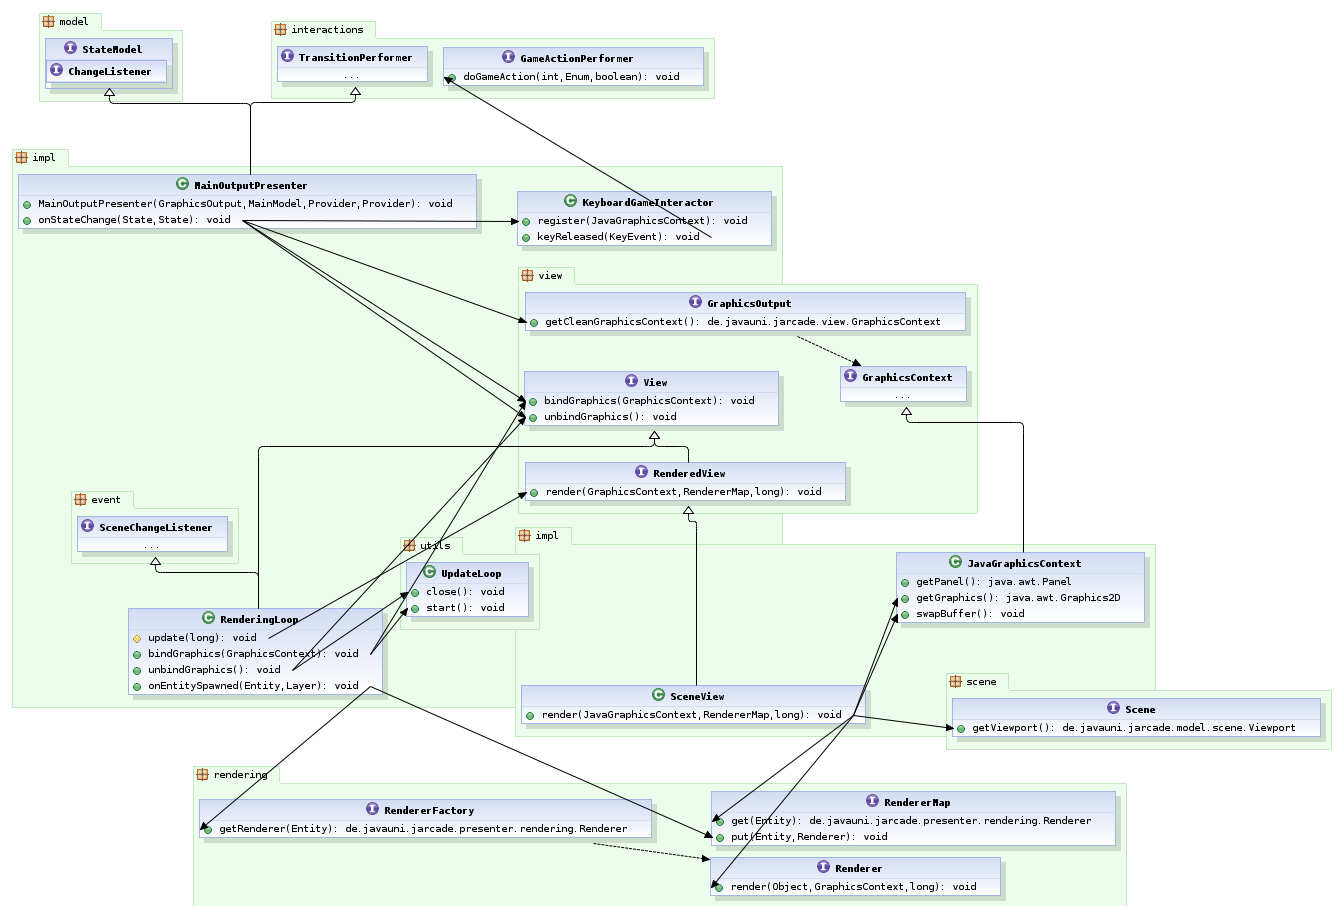 model
StateModel
ChangeListener
interactions
TransitionPerformer
...
GameActionPerformer
doGameAction(int,Enum,boolean): void
impl
MainOutputPresenter
MainOutputPresenter(GraphicsOutput,MainModel,Provider,Provider): void
onStateChange(State,State): void
KeyboardGameInteractor
register(JavaGraphicsContext): void
keyReleased(KeyEvent): void
view
GraphicsOutput
getCleanGraphicsContext(): de.javauni.jarcade.view.GraphicsContext
GraphicsContext
...
View
bindGraphics(GraphicsContext): void
unbindGraphics(): void
RenderedView
render(GraphicsContext,RendererMap,long): void
event
SceneChangeListener
...
utils
UpdateLoop
close(): void
start(): void
impl
JavaGraphicsContext
getPanel(): java.awt.Panel
getGraphics(): java.awt.Graphics2D
swapBuffer(): void
RenderingLoop
update(long): void
bindGraphics(GraphicsContext): void
unbindGraphics(): void
onEntitySpawned(Entity,Layer): void
SceneView
render(JavaGraphicsContext,RendererMap,long): void
scene
Scene
getViewport(): de.javauni.jarcade.model.scene.Viewport
rendering
RendererFactory
getRenderer(Entity): de.javauni.jarcade.presenter.rendering.Renderer
RendererMap
get(Entity): de.javauni.jarcade.presenter.rendering.Renderer
put(Entity,Renderer): void
Renderer
render(Object,GraphicsContext,long): void